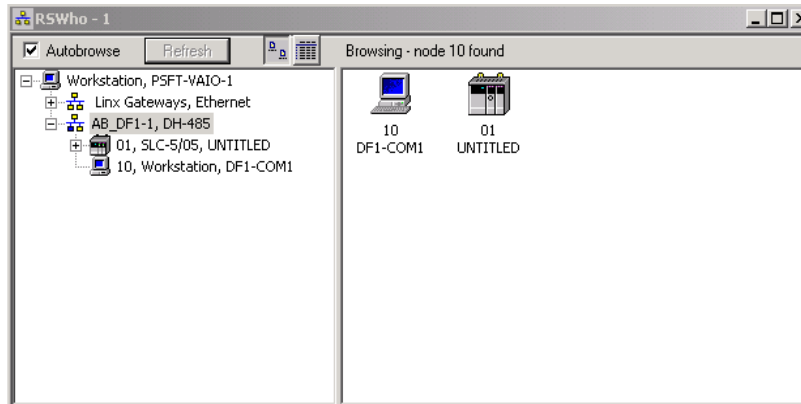 RSWho - 1
Autobrowse
Refresh
Browsing - node 10 found
Workstation, PSFT-VAIO-1
Linx Gateways, Ethernet
AB_DF1-1, DH-485
01, SLC-5/05, UNTITLED
10, Workstation, DF1-COM1
10
DF1-COM1
01
UNTITLED